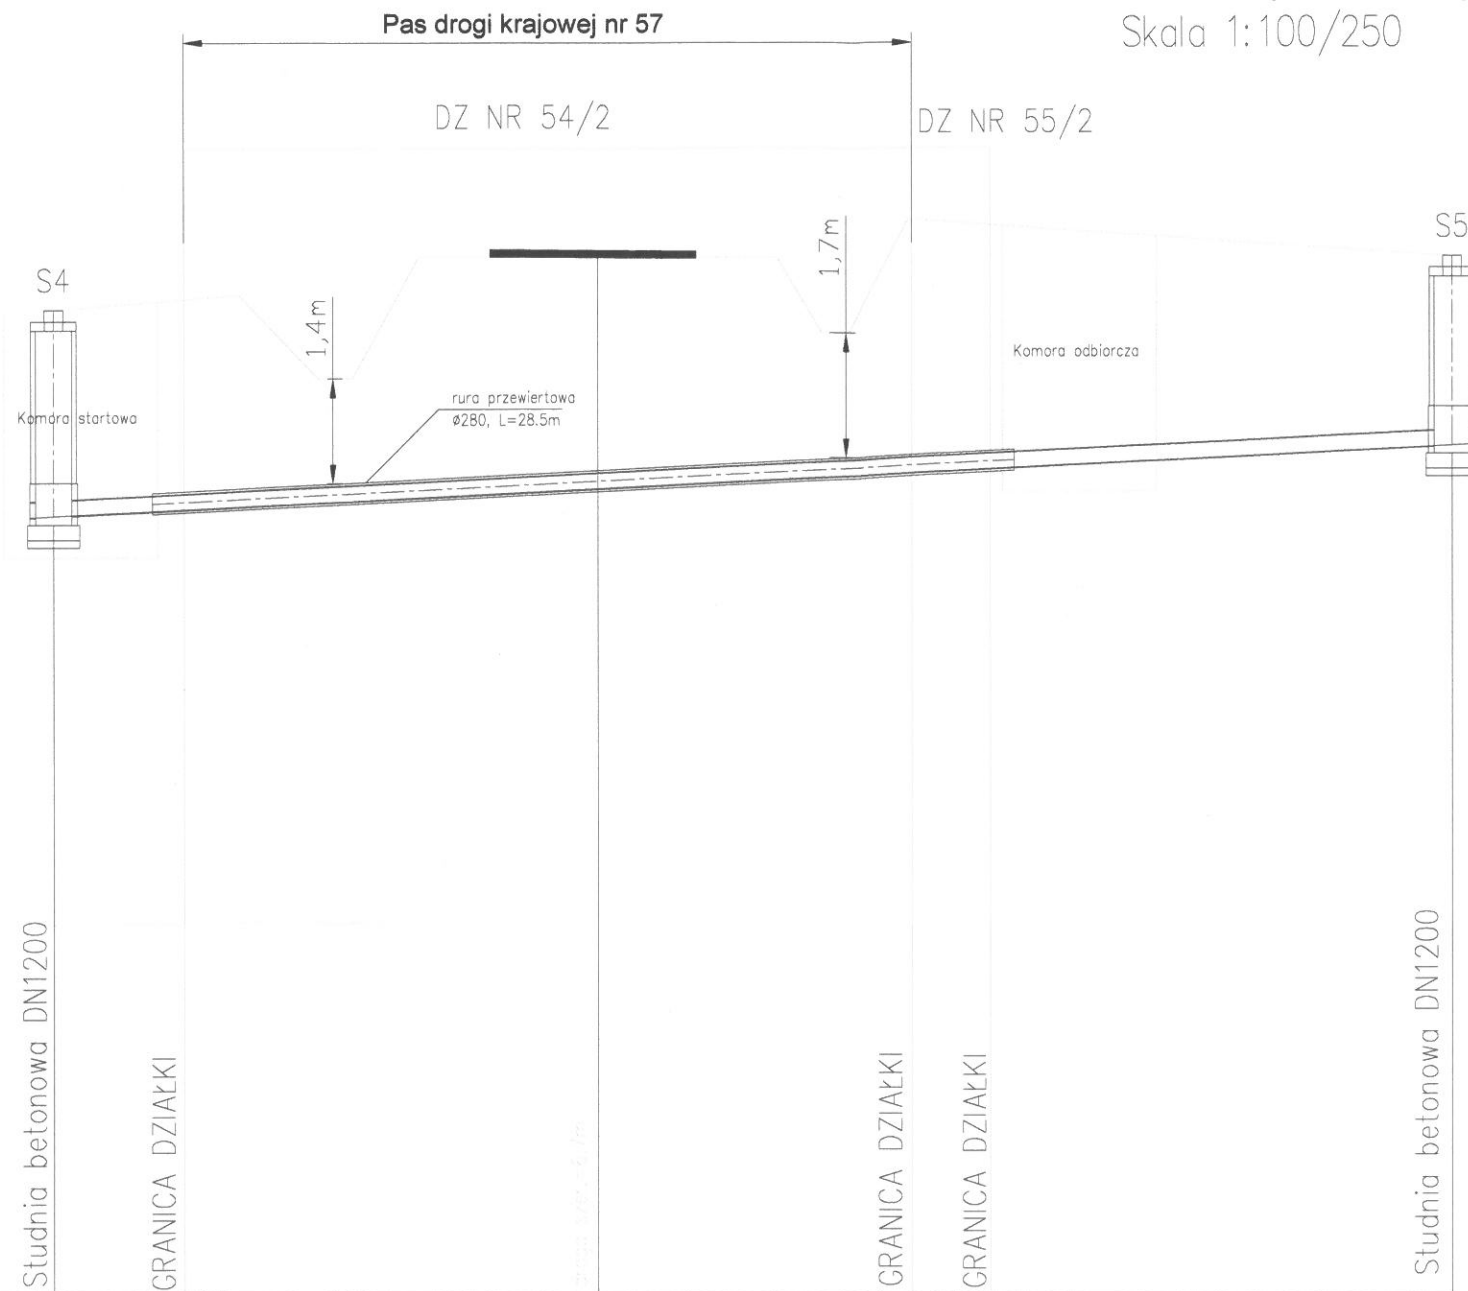 Pas drogi krajowej nr 57
Skala 1:100/250
DZ NR 54/2
DZ NR 55/2
S4
S5
1,4m
1,7m
rura przewiertowa
ø280, L=28.5m
Komora odbiorcza
Komora startowa
Studnia betonowa DN1200
GRANICA DZIAŁKI
GRANICA DZIAŁKI
GRANICA DZIAŁKI
Studnia betonowa DN1200